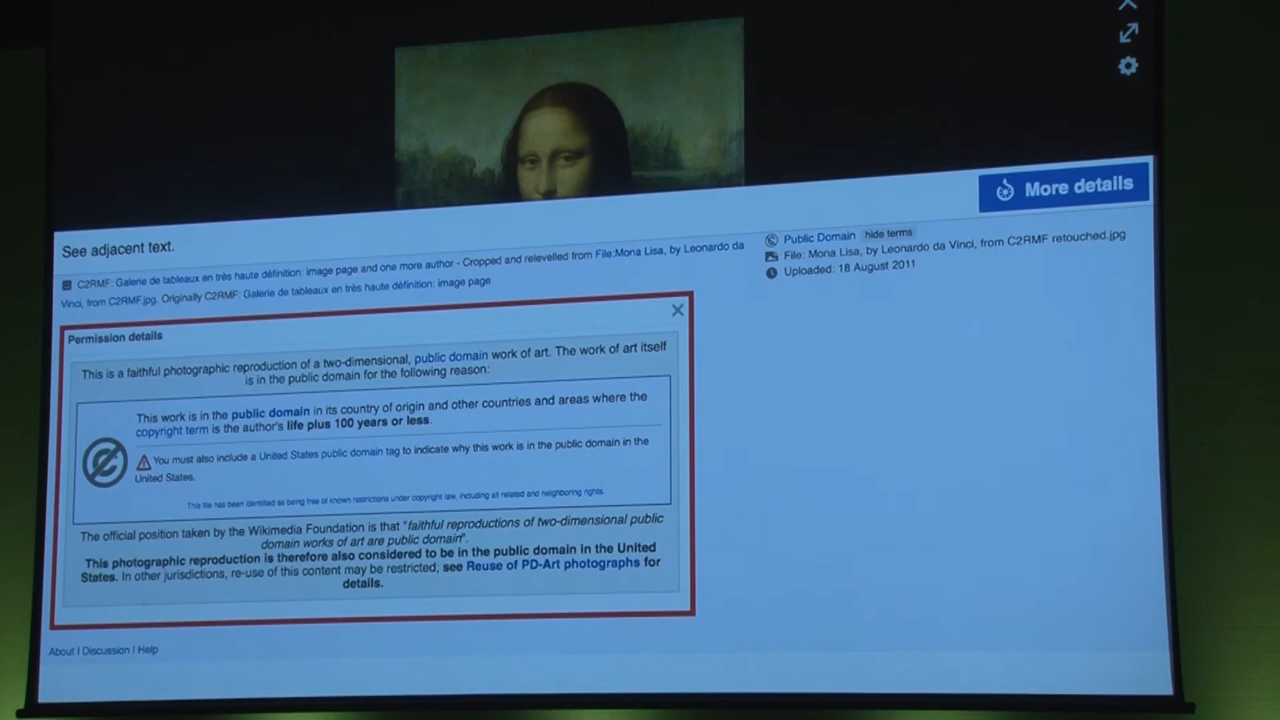 More details
See adjacent text.
C2RMF: Galerie de tableaux en très haute définition: image page and one more author - Cropped and relevelled from File:Mona Lisa, by Leonardo da
Vinci, from C2RMF.jpg. Originally C2RMF: Galerie de tableaux en très haute définition: image page
Public Domain hide terms
File: Mona Lisa, by Leonardo da Vinci, from C2RMF retouched.jpg
Uploaded: 18 August 2011
Permission details
This is a faithful photographic reproduction of a two-dimensional, public domain work of art. The work of art itself
is in the public domain for the following reason:
This work is in the public domain in its country of origin and other countries and areas where the
copyright term is the author's life plus 100 years or less.
You must also include a United States public domain tag to indicate why this work is in the public domain in the
United States.
This file has been identified as being free of known restrictions under copyright law, including all related and neighboring rights.
The official position taken by the Wikimedia Foundation is that "faithful reproductions of two-dimensional public
domain works of art are public domain".
This photographic reproduction is therefore also considered to be in the public domain in the United
States. In other jurisdictions, re-use of this content may be restricted; see Reuse of PD-Art photographs for
details.
About | Discussion | Help